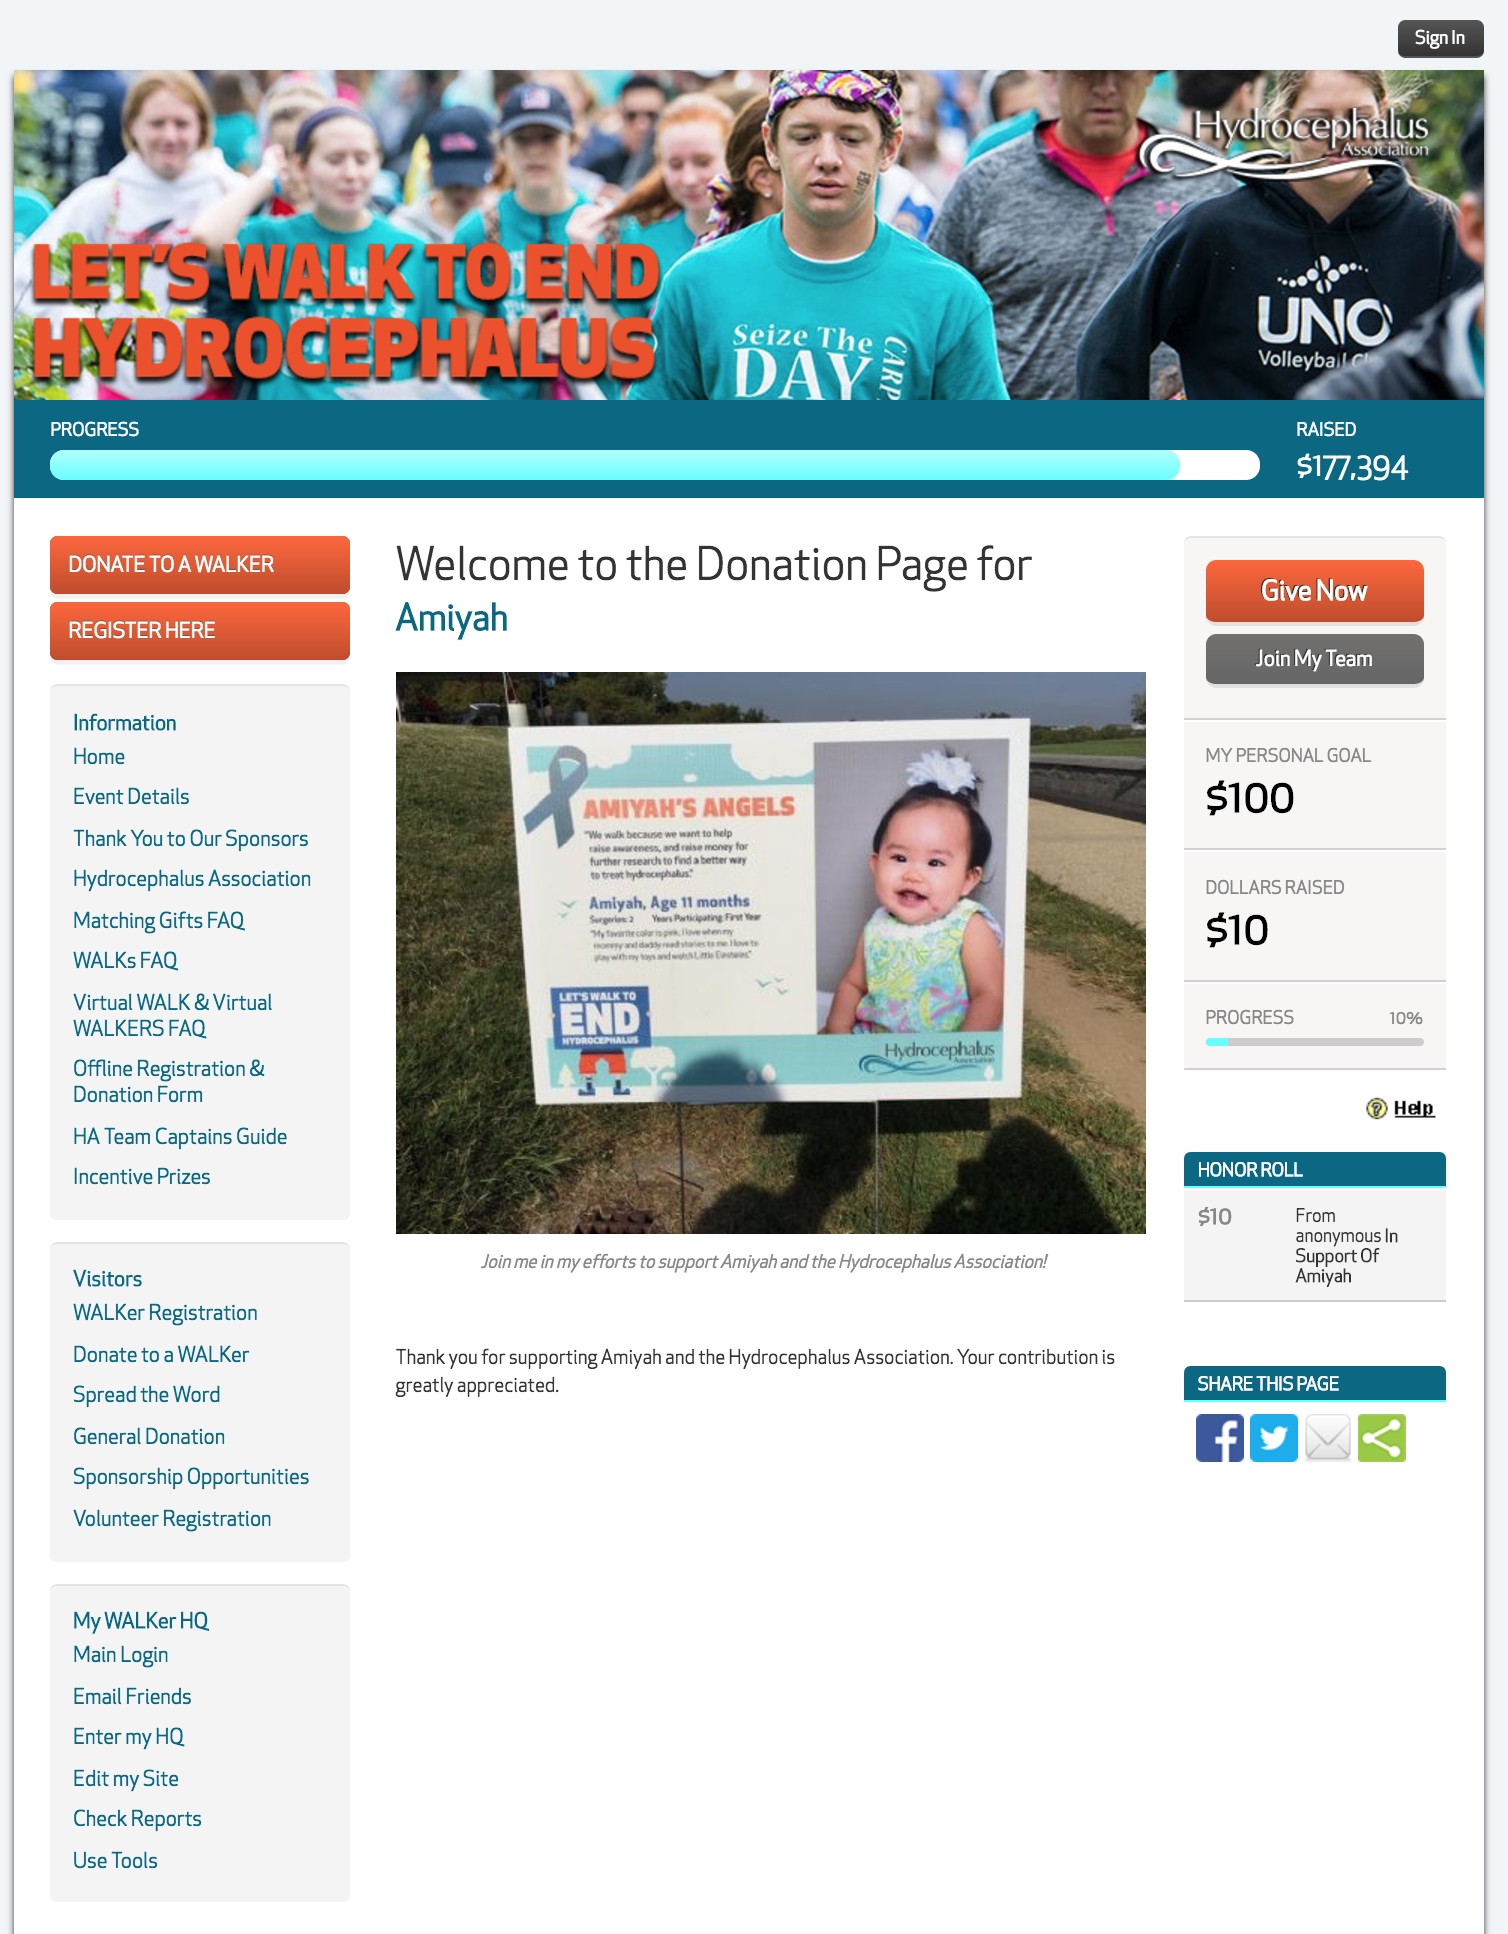 Sign In
Hydrocephalus
Association
LET'S WALK TO END
HYDROCEPHALUS
Seize The
DAY
UNO
Volleyball
PROGRESS
RAISED
$177,394
DONATE TO A WALKER
REGISTER HERE
Information
Home
Event Details
Thank You to Our Sponsors
Hydrocephalus Association
Matching Gifts FAQ
WALKs FAQ
Virtual WALK & Virtual
WALKERS FAQ
Offline Registration &
Donation Form
HA Team Captains Guide
Incentive Prizes
Visitors
WALKer Registration
Donate to a WALKer
Spread the Word
General Donation
Sponsorship Opportunities
Volunteer Registration
My WALKer HQ
Main Login
Email Friends
Enter my HQ
Edit my Site
Check Reports
Use Tools
Welcome to the Donation Page for
Amiyah
AMIYAH'S ANGELS
"We walk because we want to help
raise awareness, and raise money for
further research to find a better way
to treat hydrocephalus."
Amiyah, Age 11 months
Surgeries: 2 Years Participating: First Year
"My favorite color is pink. I love when my
mommy and daddy read stories to me. I love to
play with my toys and watch Little Einsteins."
LET'S WALK TO
END
HYDROCEPHALUS
Hydrocephalus
Association
Join me in my efforts to support Amiyah and the Hydrocephalus Association!
Thank you for supporting Amiyah and the Hydrocephalus Association. Your contribution is
greatly appreciated.
Give Now
Join My Team
MY PERSONAL GOAL
$100
DOLLARS RAISED
$10
PROGRESS 10%
Help
HONOR ROLL
$10 From
anonymous In
Support Of
Amiyah
SHARE THIS PAGE